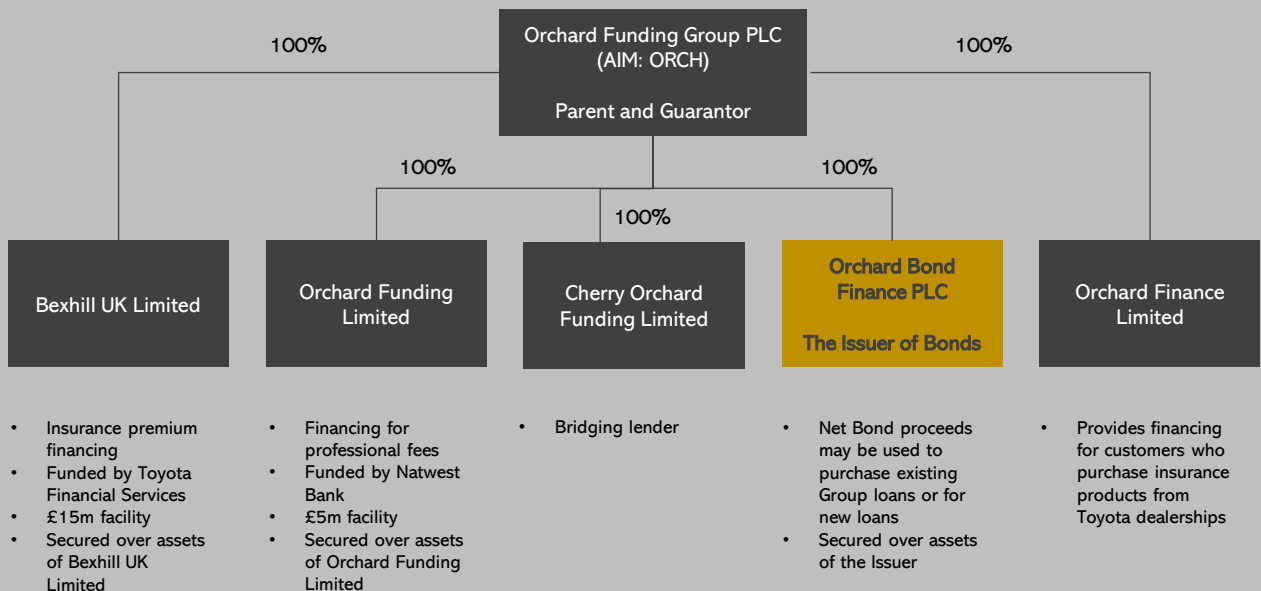 Orchard Funding Group PLC
(AIM: ORCH)
Parent and Guarantor
100%
100%
100%
100%
100%
Bexhill UK Limited
Orchard Funding
Limited
Cherry Orchard
Funding Limited
Orchard Bond
Finance PLC
The Issuer of Bonds
Orchard Finance
Limited
• Insurance premium
financing
• Funded by Toyota
Financial Services
• £15m facility
• Secured over assets
of Bexhill UK
Limited
• Financing for
professional fees
• Funded by Natwest
Bank
• £5m facility
• Secured over assets
of Orchard Funding
Limited
• Bridging lender
• Net Bond proceeds
may be used to
purchase existing
Group loans or for
new loans
• Secured over assets
of the Issuer
• Provides financing
for customers who
purchase insurance
products from
Toyota dealerships